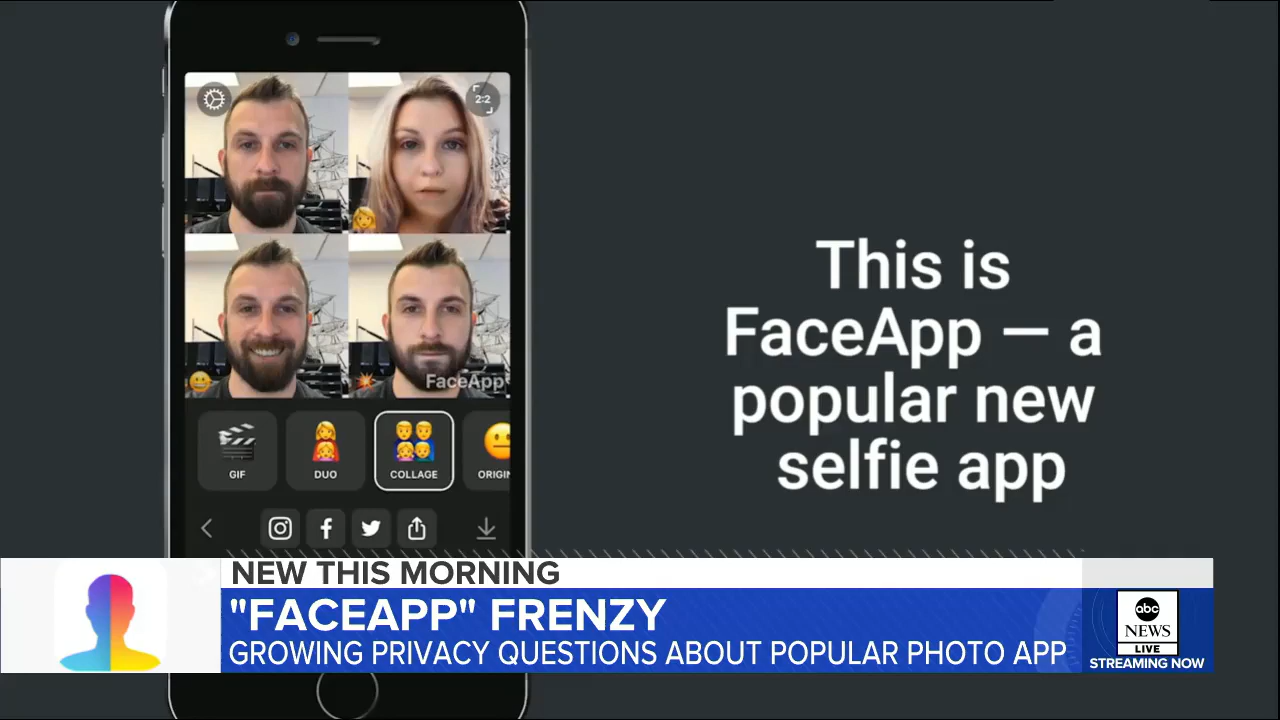 2:2
This is
FaceApp — a
popular new
selfie app
FaceApp
GIF
DUO
COLLAGE
ORIGIN
NEW THIS MORNING
"FACEAPP" FRENZY
GROWING PRIVACY QUESTIONS ABOUT POPULAR PHOTO APP
abc
NEWS
LIVE
STREAMING NOW